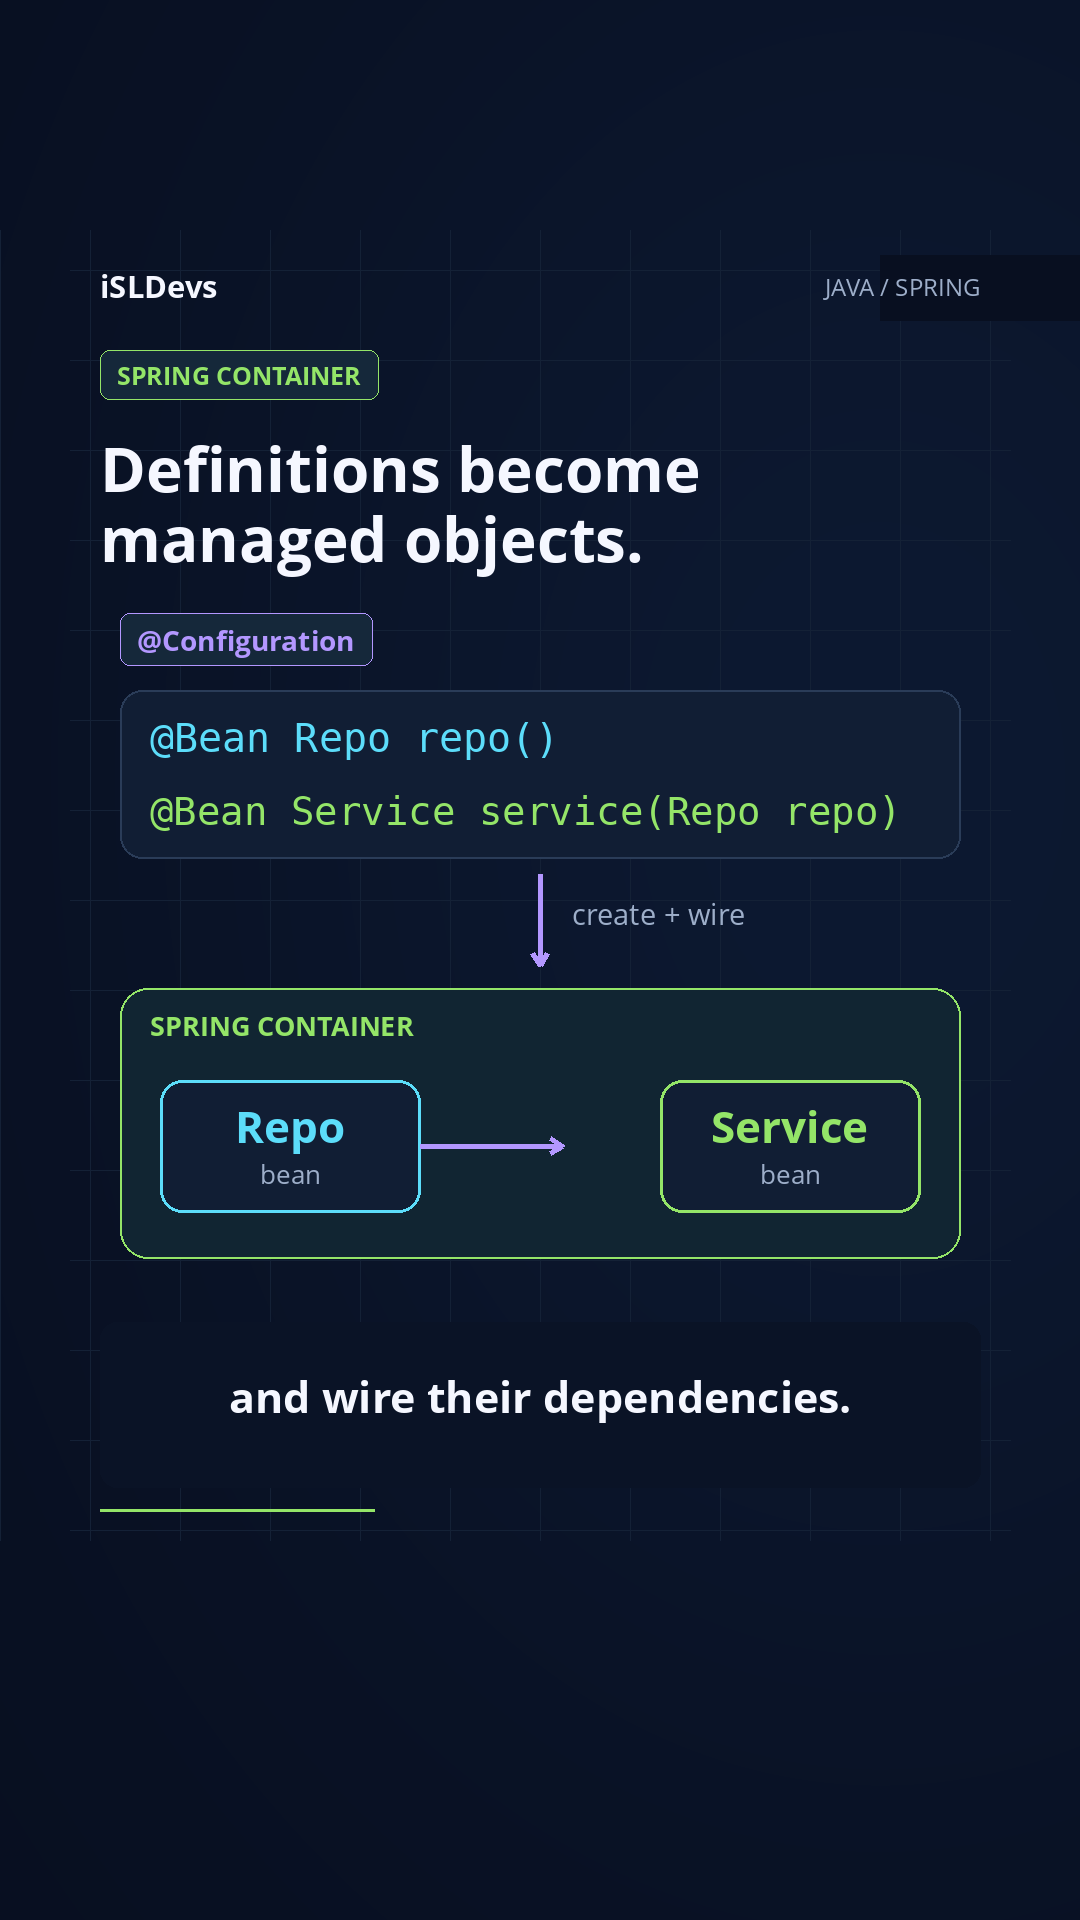 iSLDevs
JAVA / SPRING
SPRING CONTAINER
Definitions become
managed objects.
@Configuration
@Bean Repo repo()
@Bean Service service(Repo repo)
create + wire
SPRING CONTAINER
Repo
bean
Service
bean
and wire their dependencies.